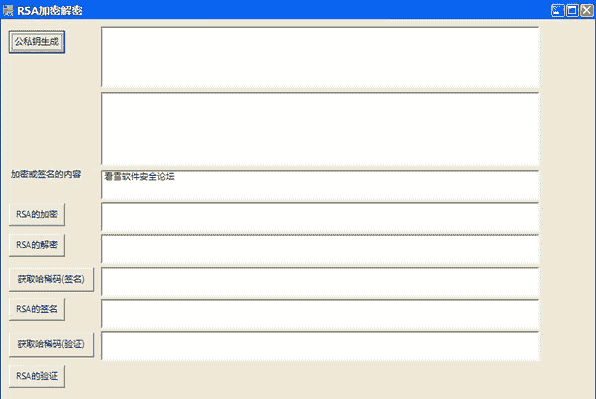 RSA加密解密
公私钥生成
加密或签名的内容
看雪软件安全论坛
RSA的加密
RSA的解密
获取哈稀码(签名)
RSA的签名
获取哈稀码(验证)
RSA的验证